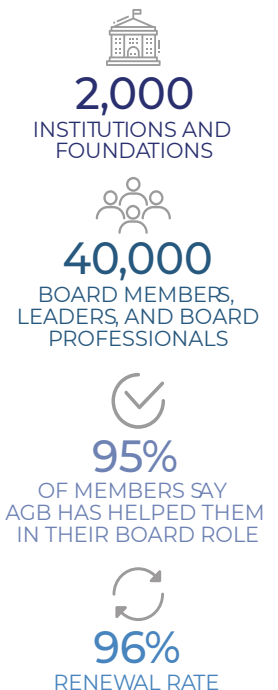 2,000
INSTITUTIONS AND
FOUNDATIONS
40,000
BOARD MEMBERS,
LEADERS, AND BOARD
PROFESSIONALS
95%
OF MEMBERS SAY
AGB HAS HELPED THEM
IN THEIR BOARD ROLE
96%
RENEWAL RATE